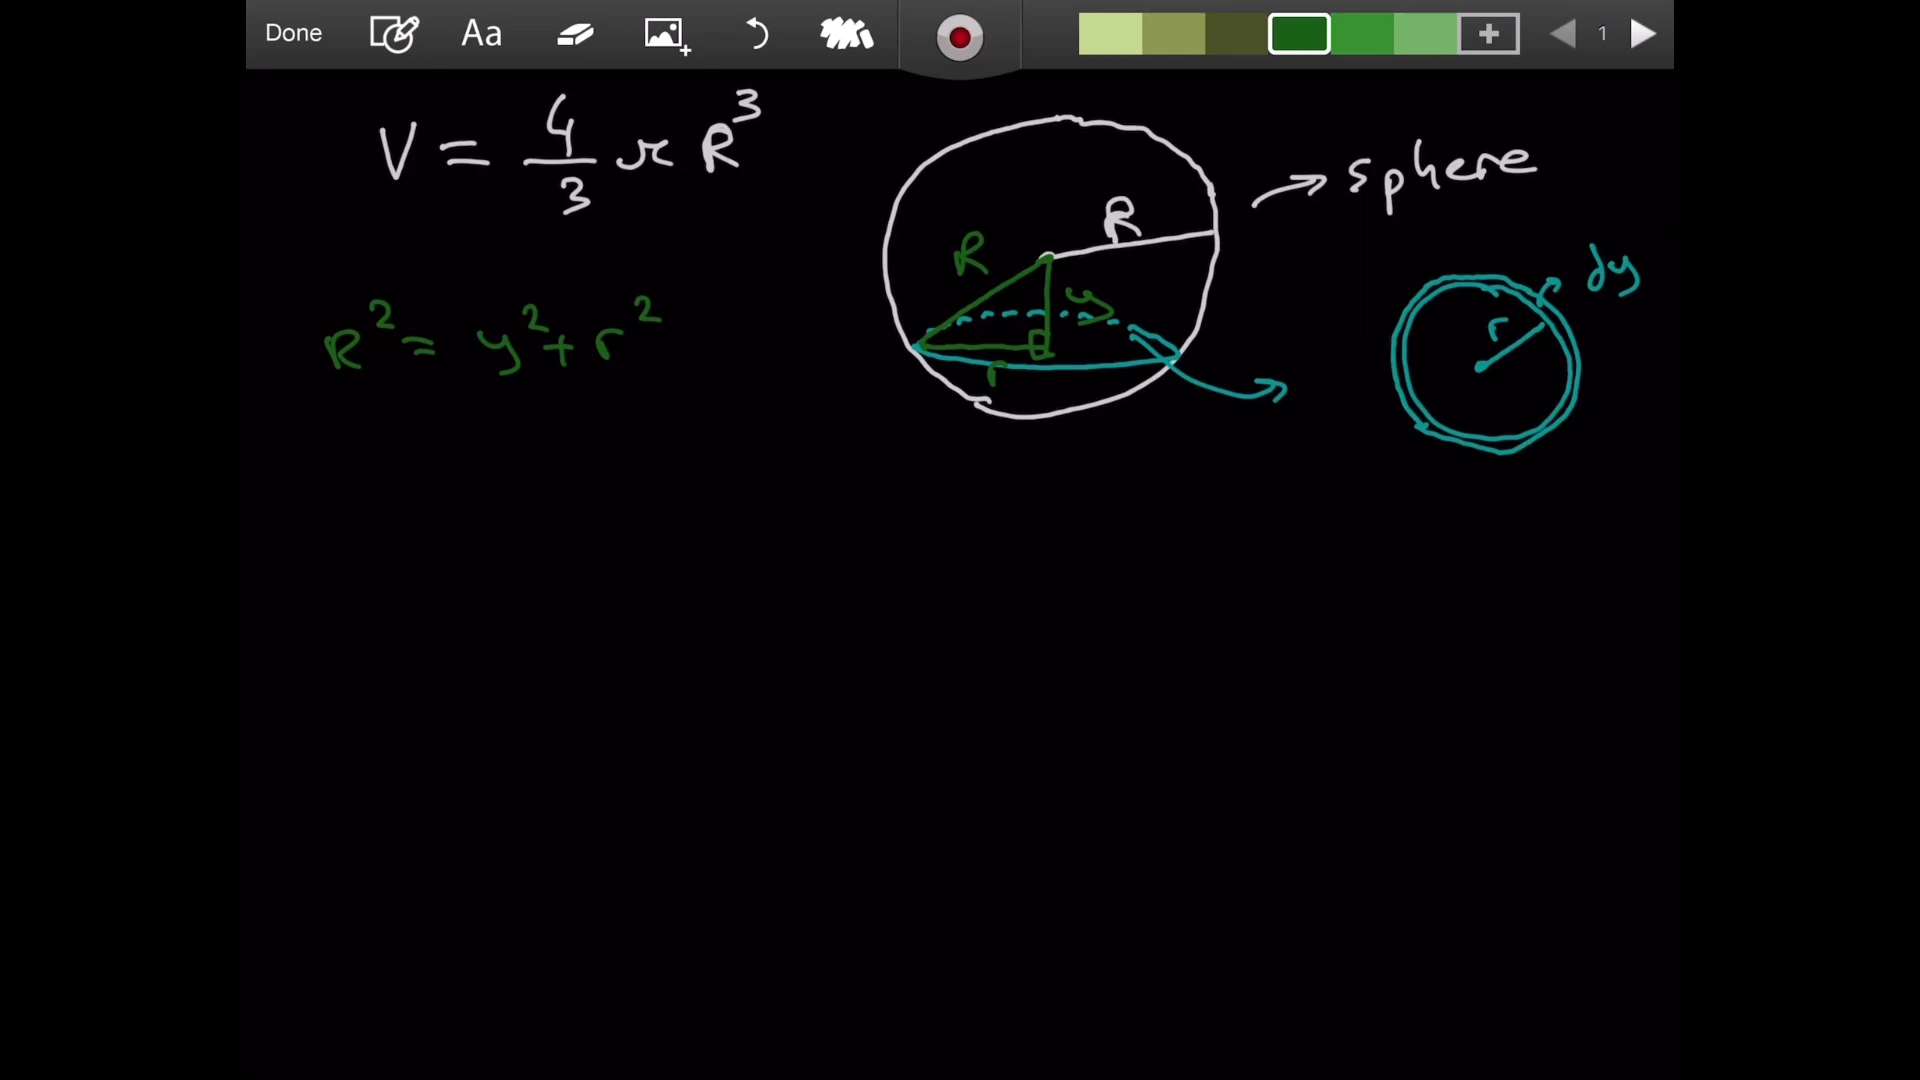 Done Aa 1
V = 4/3 π R³
sphere
R
R
y
r
dy
r
R² = y² + r²